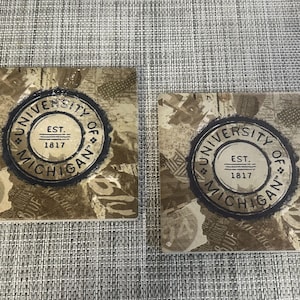 UNIVERSITY OF
EST.
1817
MICHIGAN
UNIVERSITY OF
EST.
1817
MICHIGAN